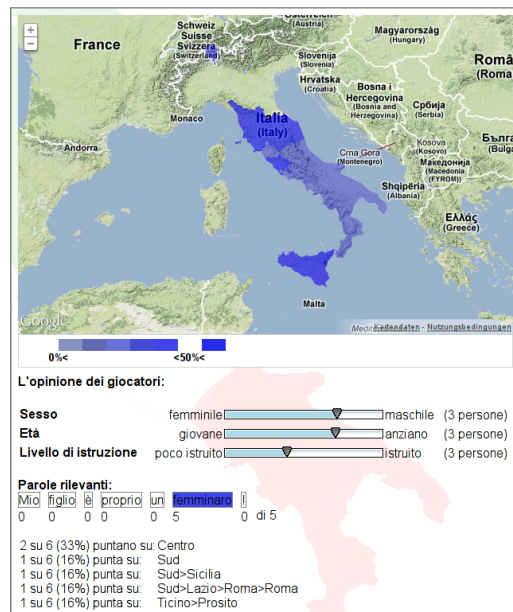 Schweiz
Suisse
Svizzera
(Switzerland)
Österreich
(Austria)
Magyarország
(Hungary)
France
Slovenija
(Slovenia)
Hrvatska
(Croatia)
Româ
(Roma
Bosna i
Hercegovina
(Bosnia and
Herzegovina)
Србија
(Serbia)
Monaco
Italia
(Italy)
Andorra
Crna Gora
(Montenegro)
Kosova
(Kosovo)
Бълга
(Bulga
Македонија
(Macedonia
(FYROM))
Shqipëria
(Albania)
Ελλάς
(Greece)
Malta
Google
Kartendaten - Nutzungsbedingungen
0%< <50%<
L'opinione dei giocatori:
Sesso femminile maschile (3 persone)
Età giovane anziano (3 persone)
Livello di istruzione poco istruito istruito (3 persone)
Parole rilevanti:
Mio figlio è proprio un femminaro |
0 0 0 0 0 5 0 di 5
2 su 6 (33%) puntano su: Centro
1 su 6 (16%) punta su: Sud
1 su 6 (16%) punta su: Sud>Sicilia
1 su 6 (16%) punta su: Sud>Lazio>Roma>Roma
1 su 6 (16%) punta su: Ticino>Prosito